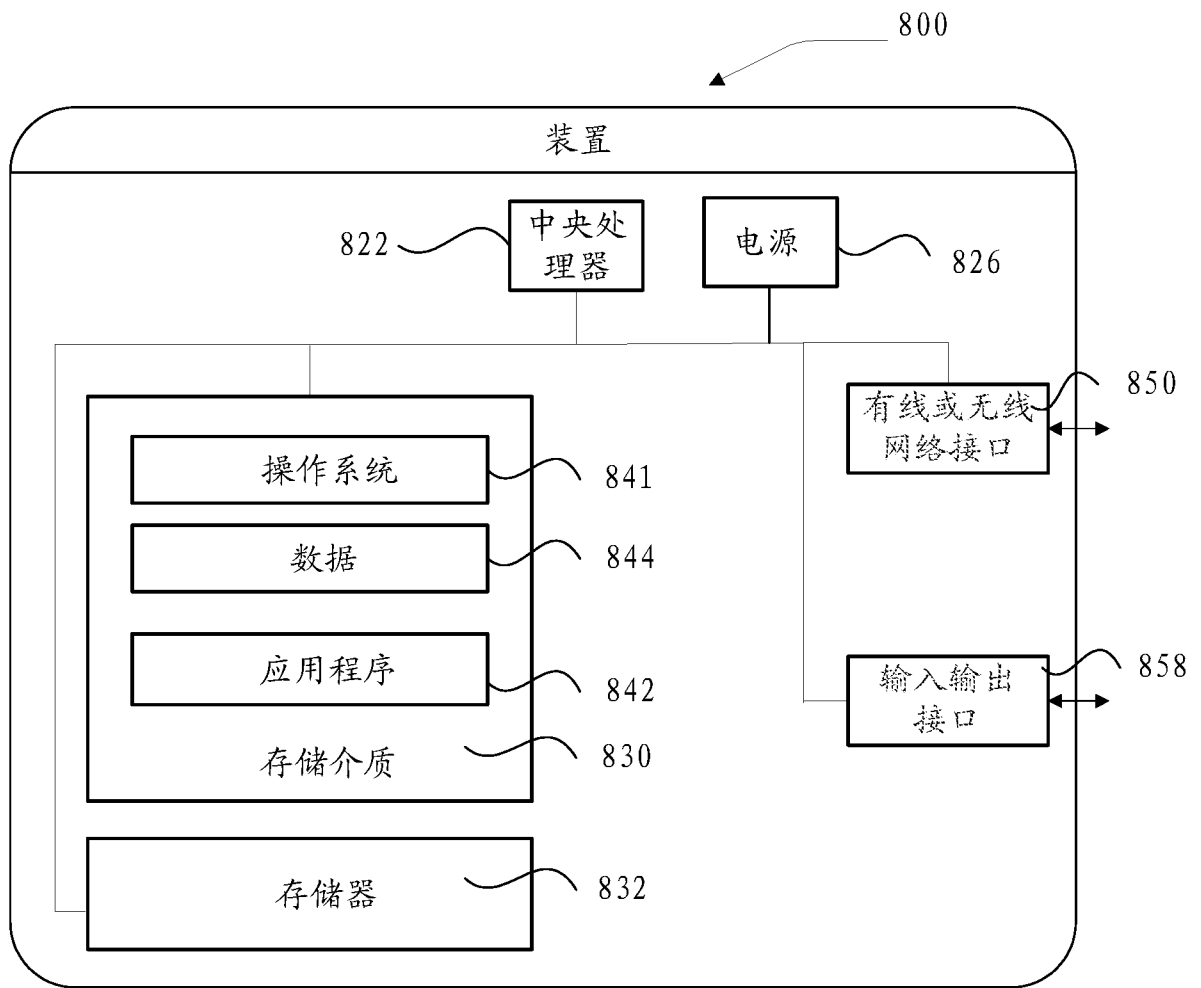 800
装置
822
中央处
理器
电源
826
有线或无线
网络接口
850
操作系统
841
数据
844
应用程序
842
存储介质
830
输入输出
接口
858
存储器
832